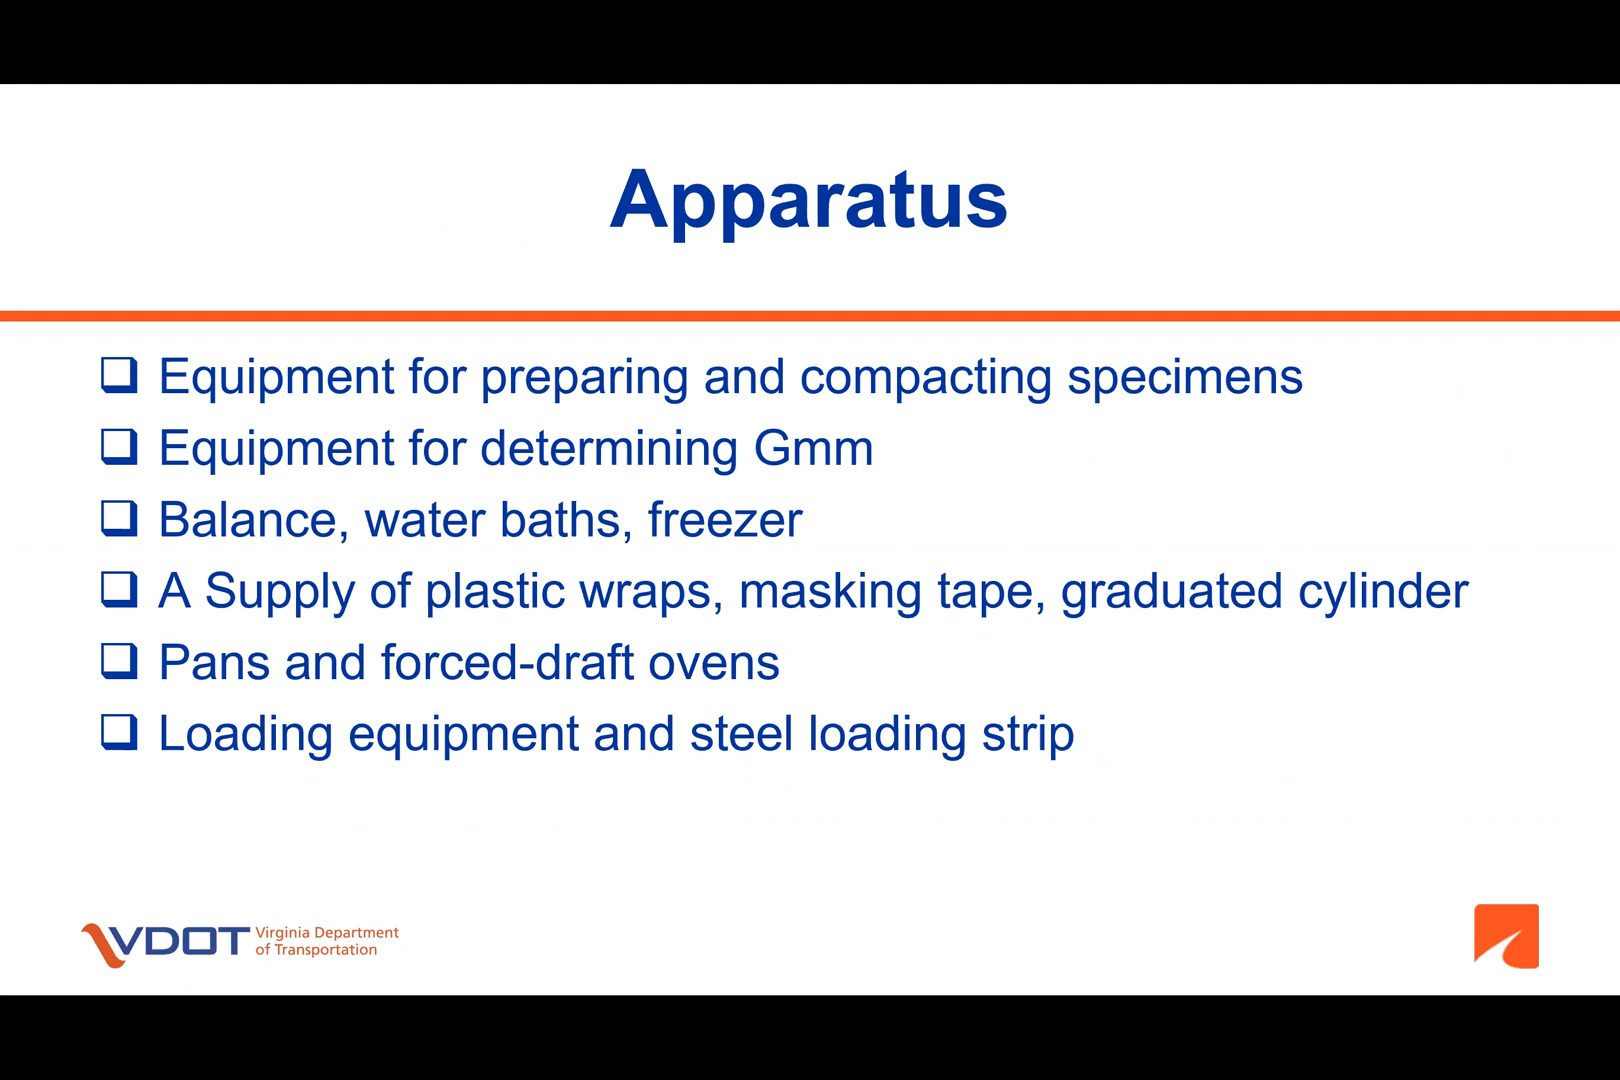 Apparatus
Equipment for preparing and compacting specimens
Equipment for determining Gmm
Balance, water baths, freezer
A Supply of plastic wraps, masking tape, graduated cylinder
Pans and forced-draft ovens
Loading equipment and steel loading strip
VDOT Virginia Department
of Transportation